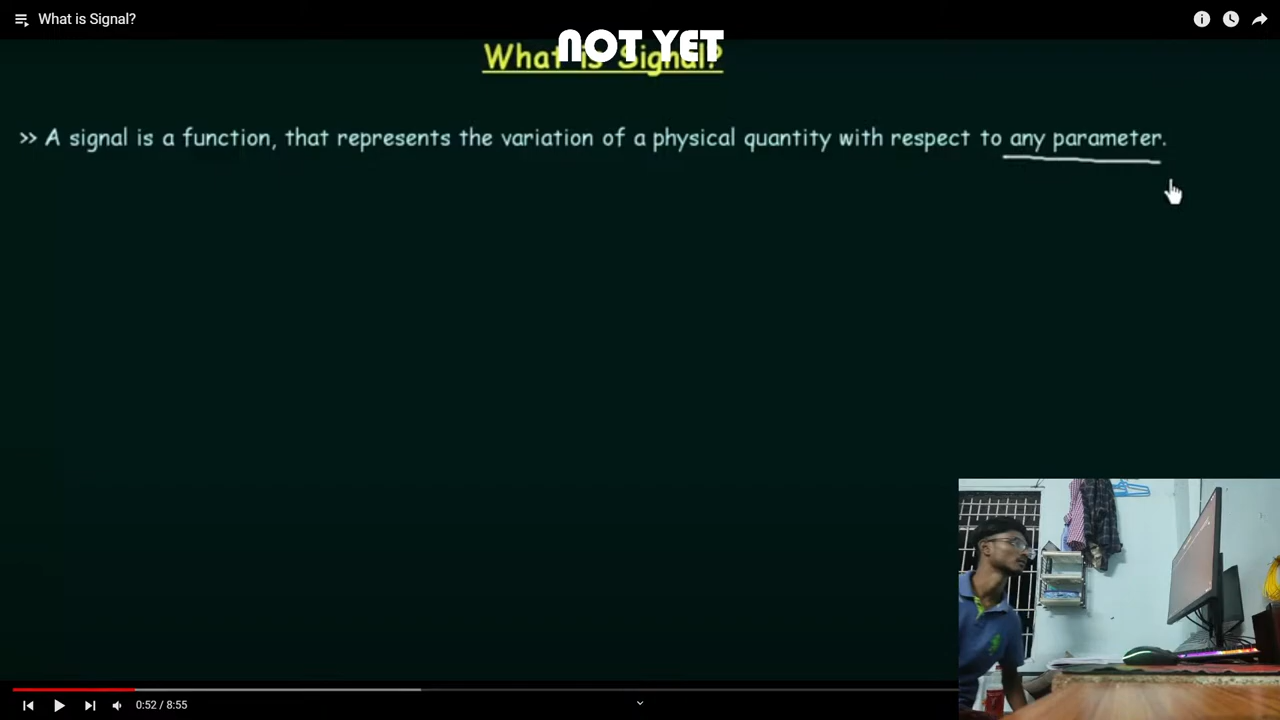 What is Signal?
NOT YET
What is Signal?
>> A signal is a function, that represents the variation of a physical quantity with respect to any parameter.
0:52 / 8:55